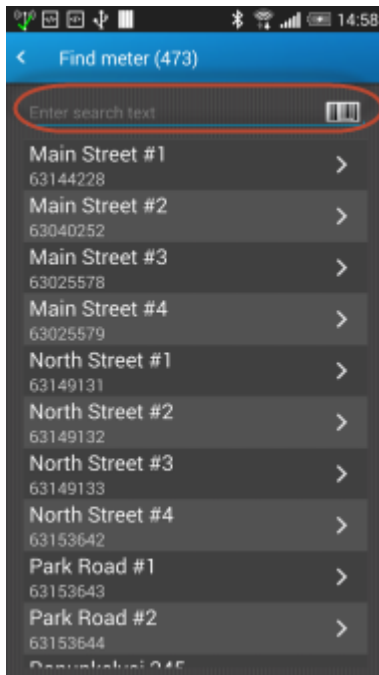 14:58
Find meter (473)
Enter search text
Main Street #1
63144228
Main Street #2
63040252
Main Street #3
63025578
Main Street #4
63025579
North Street #1
63149131
North Street #2
63149132
North Street #3
63149133
North Street #4
63153642
Park Road #1
63153643
Park Road #2
63153644